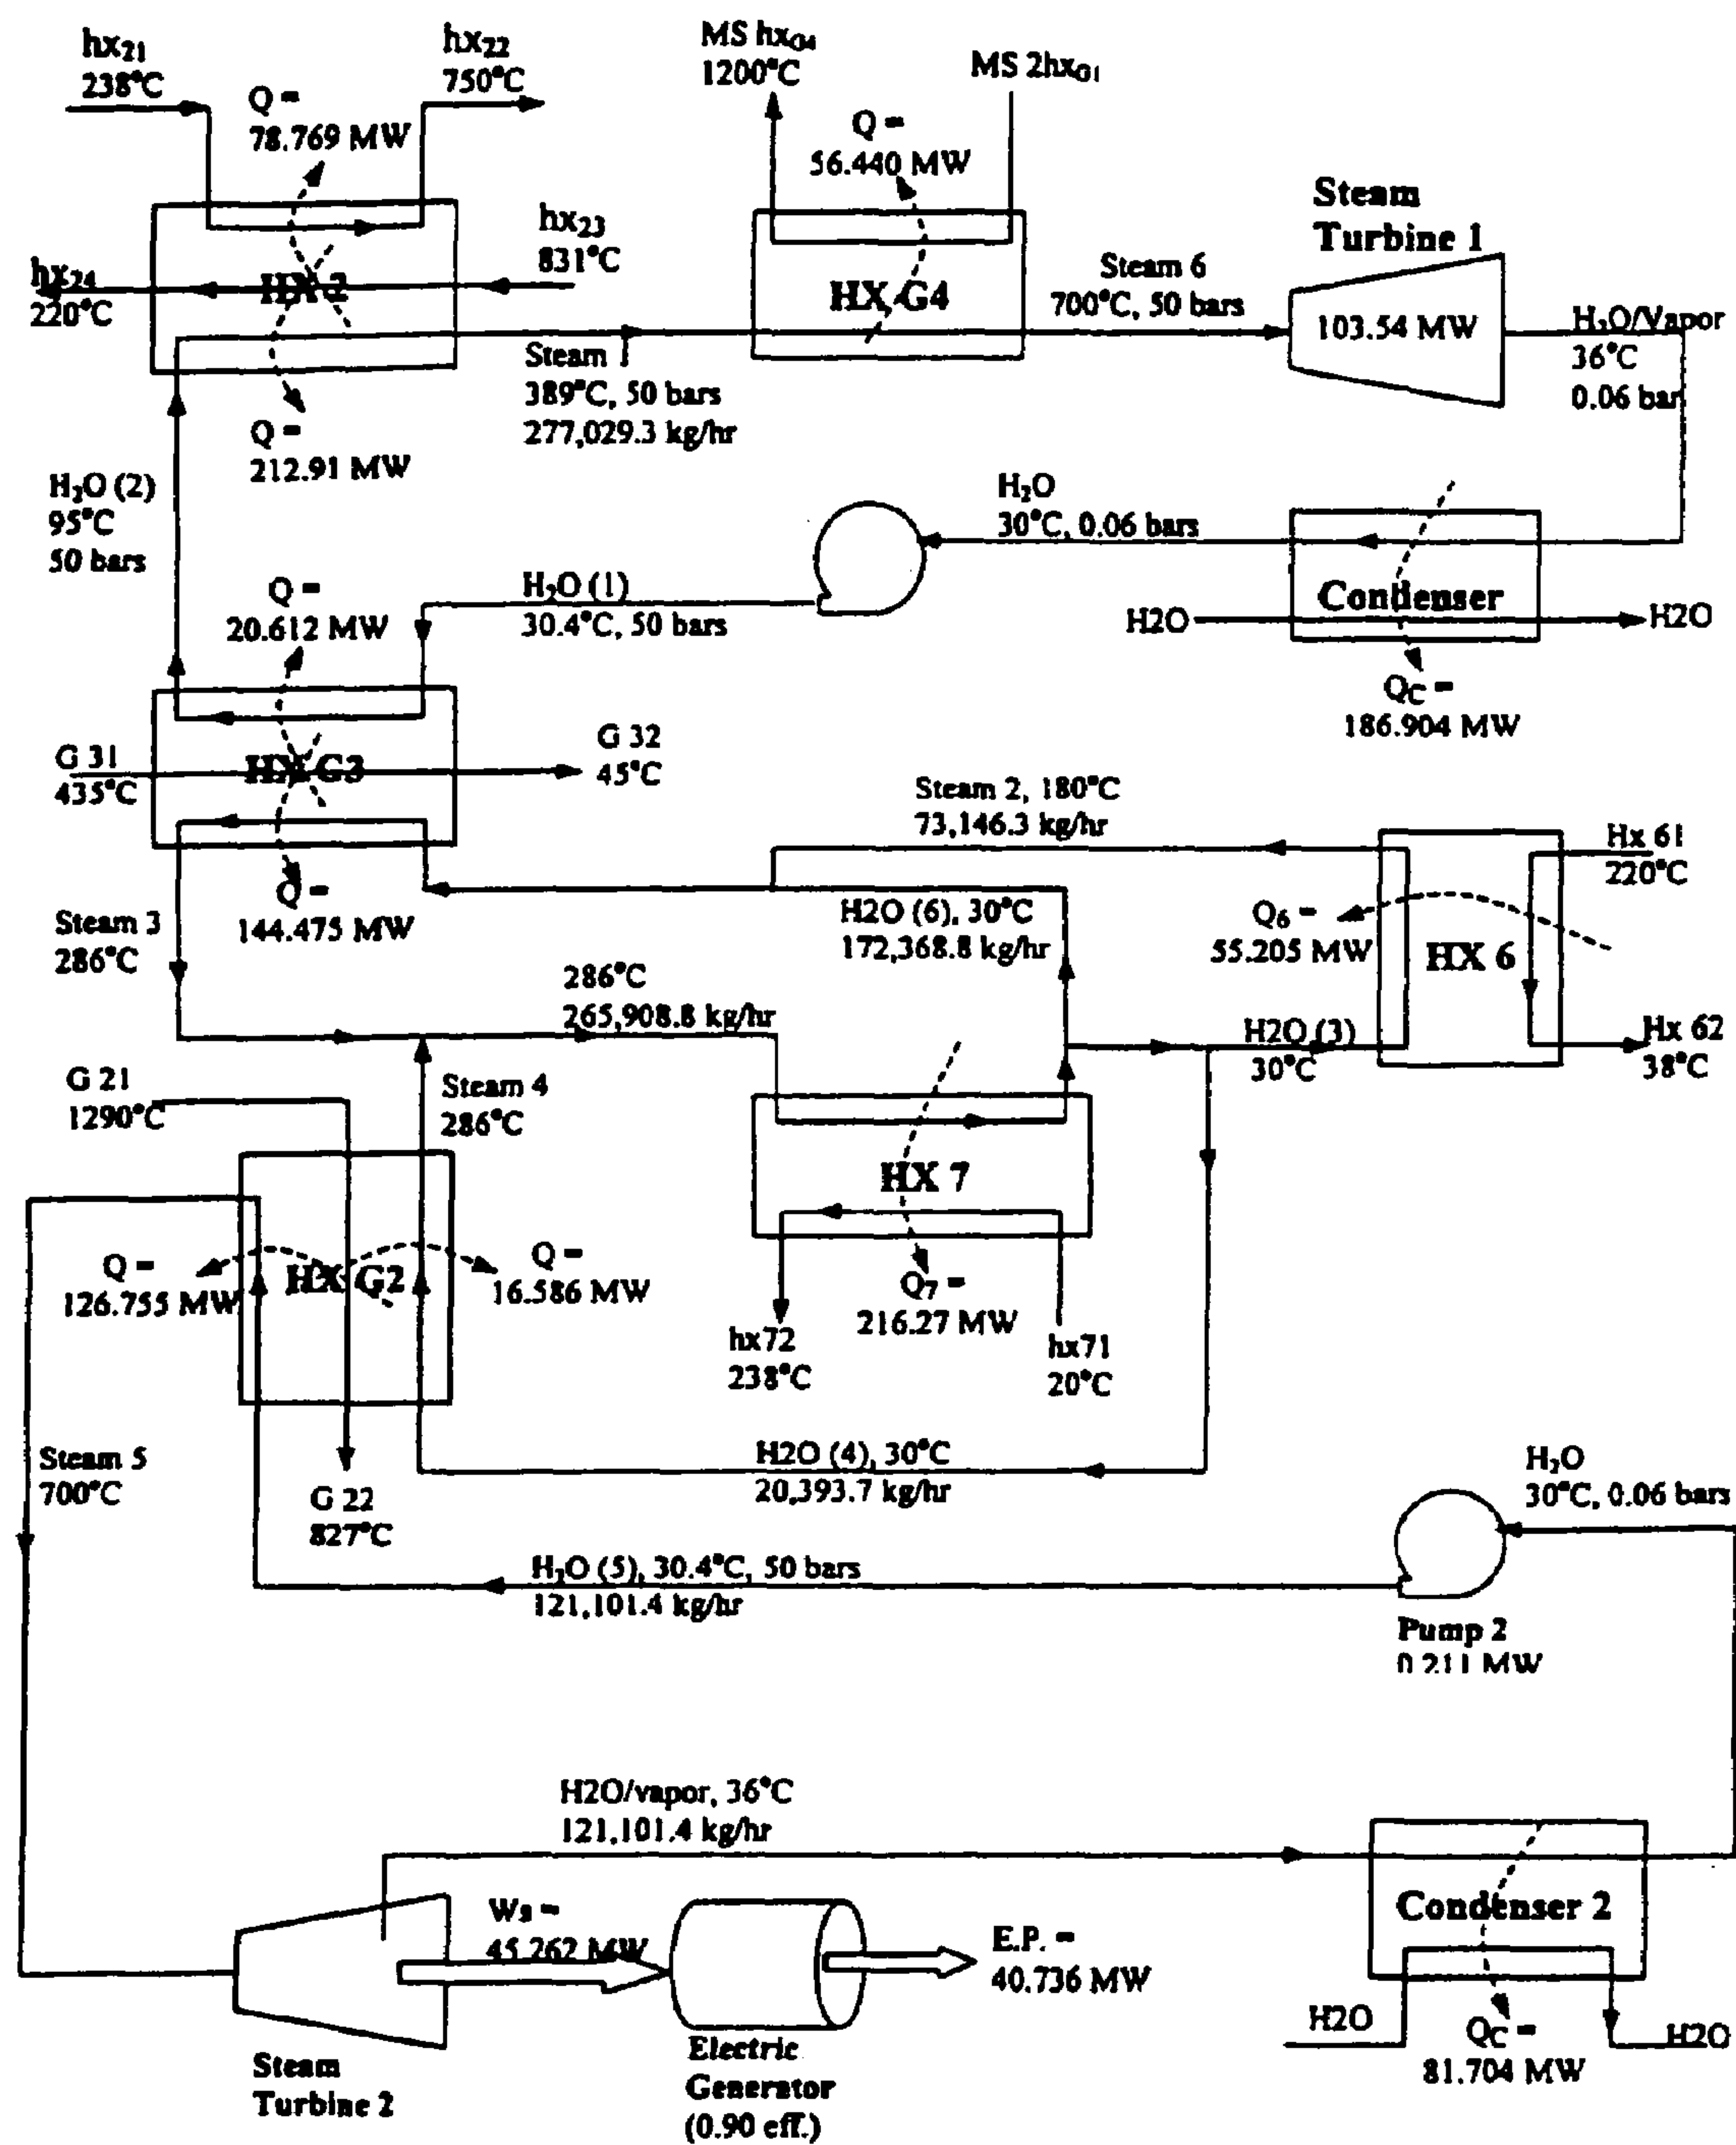 hx21
238°C
hx22
750°C
Q =
78.769 MW
MS hxG4
1200°C
MS 2hxG1
Q =
56.440 MW
Steam
Turbine 1
hx24
220°C
HX 2
hx23
831°C
HX G4
Steam 6
700°C, 50 bars
103.54 MW
H2O/Vapor
36°C
0.06 bar
Steam 1
389°C, 50 bars
277,029.3 kg/hr
Q =
212.91 MW
H2O (2)
95°C
50 bars
H2O
30°C, 0.06 bars
Condenser
H2O
H2O
QC =
186.904 MW
Q =
20.612 MW
H2O (1)
30.4°C, 50 bars
G 31
435°C
HX G3
G 32
45°C
Q =
144.475 MW
Steam 2, 180°C
73,146.3 kg/hr
Hx 61
220°C
Q6 =
55.205 MW
HX 6
H2O (6), 30°C
172,368.8 kg/hr
Steam 3
286°C
286°C
265,908.8 kg/hr
H2O (3)
30°C
Hx 62
38°C
G 21
1290°C
Steam 4
286°C
HX 7
Q =
126.755 MW
HX G2
Q =
16.586 MW
Q7 =
216.27 MW
hx72
238°C
hx71
20°C
Steam 5
700°C
G 22
827°C
H2O (4), 30°C
20,393.7 kg/hr
H2O
30°C, 0.06 bars
H2O (5), 30.4°C, 50 bars
121,101.4 kg/hr
Pump 2
0.211 MW
H2O/vapor, 36°C
121,101.4 kg/hr
Condenser 2
Ws =
45.262 MW
E.P. =
40.736 MW
H2O
H2O
QC =
81.704 MW
Steam
Turbine 2
Electric
Generator
(0.90 eff.)